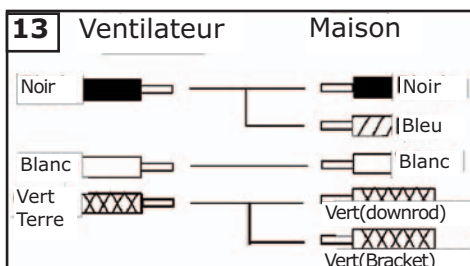 13 Ventilateur Maison
Noir Noir
Bleu
Blanc Blanc
Vert
Terre
Vert(downrod)
Vert(Bracket)